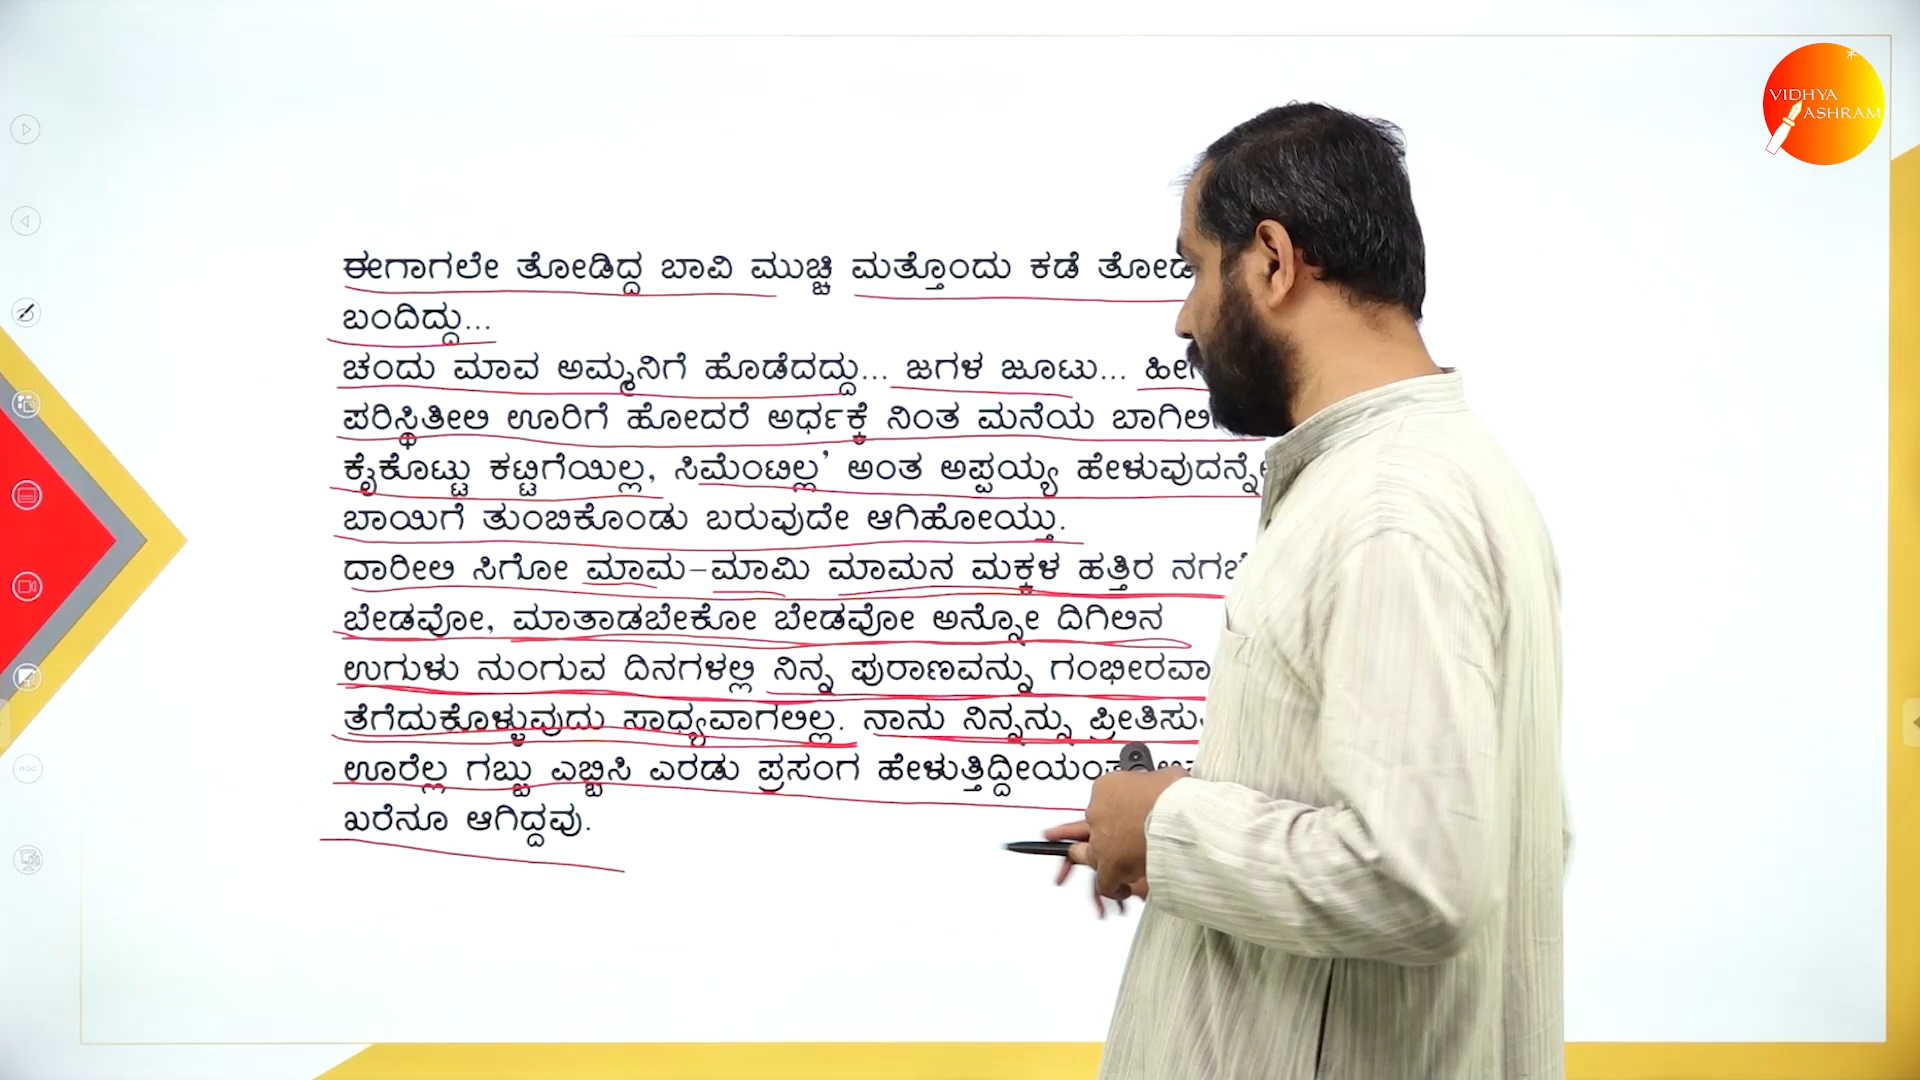 VIDHYA
ASHRAM
ಈಗಾಗಲೇ ತೋಡಿದ್ದ ಬಾವಿ ಮುಚ್ಚಿ ಮತ್ತೊಂದು ಕಡೆ
ಬಂದಿದ್ದು...
ಚಂದು ಮಾವ ಅಮ್ಮನಿಗೆ ಹೊಡೆದದ್ದು... ಜಗಳ ಜೂಟು...
ಪರಿಸ್ಥಿತೀಲಿ ಊರಿಗೆ ಹೋದರೆ ಅರ್ಧಕ್ಕೆ ನಿಂತ ಮನೆಯ
ಕೈಕೊಟ್ಟು ಕಟ್ಟಿಗೆಯಿಲ್ಲ, ಸಿಮೆಂಟಿಲ್ಲ' ಅಂತ ಅಪ್ಪಯ್ಯ
ಬಾಯಿಗೆ ತುಂಬಿಕೊಂಡು ಬರುವುದೇ ಆಗಿಹೋಯ್ತು.
ದಾರೀಲಿ ಸಿಗೋ ಮಾಮ-ಮಾಮಿ ಮಾಮನ ಮಕ್ಕಳ ಹತ್ತಿರ
ಬೇಡವೋ, ಮಾತಾಡಬೇಕೋ ಬೇಡವೋ ಅನ್ನೋ ದಿಗಿಲಿನ
ಉಗುಳು ನುಂಗುವ ದಿನಗಳಲ್ಲಿ ನಿನ್ನ ಪುರಾಣವನ್ನು
ತೆಗೆದುಕೊಳ್ಳುವುದು ಸಾಧ್ಯವಾಗಲಿಲ್ಲ. ನಾನು ನಿನ್ನನ್ನು
ಊರೆಲ್ಲ ಗಬ್ಬು ಎಬ್ಬಿಸಿ ಎರಡು ಪ್ರಸಂಗ
ಖರೆನೂ ಆಗಿದ್ದವು.